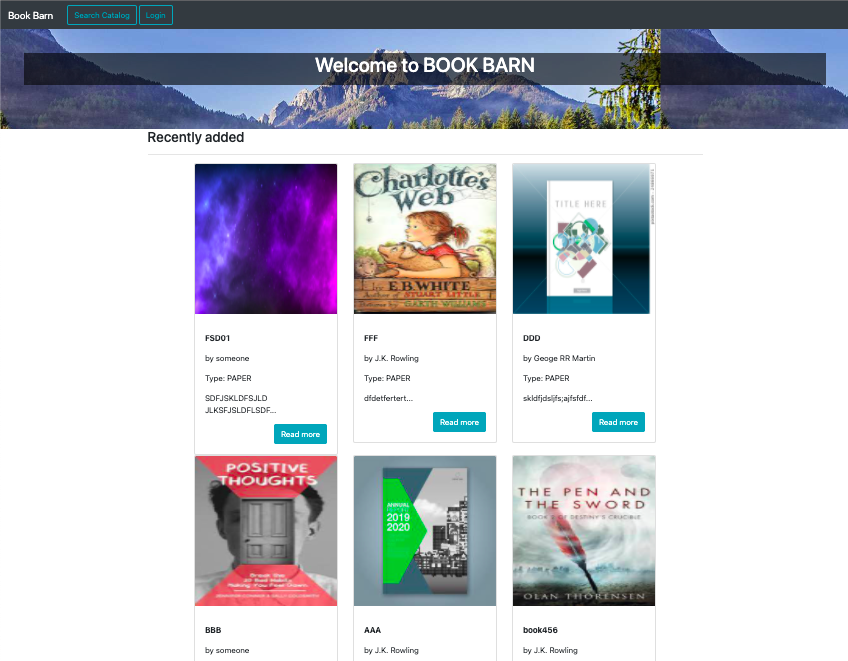 Book Barn
Search Catalog
Login
Welcome to BOOK BARN
Recently added
Charlotte's
Web
by E.B. WHITE
Author of STUART LITTLE
GARTH WILLIAMS
TITLE HERE
FSD01
by someone
Type: PAPER
SDFJSKLDFSJLD
JLKSFJSLDFLSDF...
Read more
FFF
by J.K. Rowling
Type: PAPER
dfdetfertert...
Read more
DDD
by Geoge RR Martin
Type: PAPER
skldfjdsljfs;ajfsfdf...
Read more
POSITIVE
THOUGHTS
ANNUAL
2019
2020
THE PEN AND
THE SWORD
BOOK 5 OF DESTINY'S CRUCIBLE
OLAN THORENSEN
BBB
by someone
AAA
by J.K. Rowling
book456
by J.K. Rowling